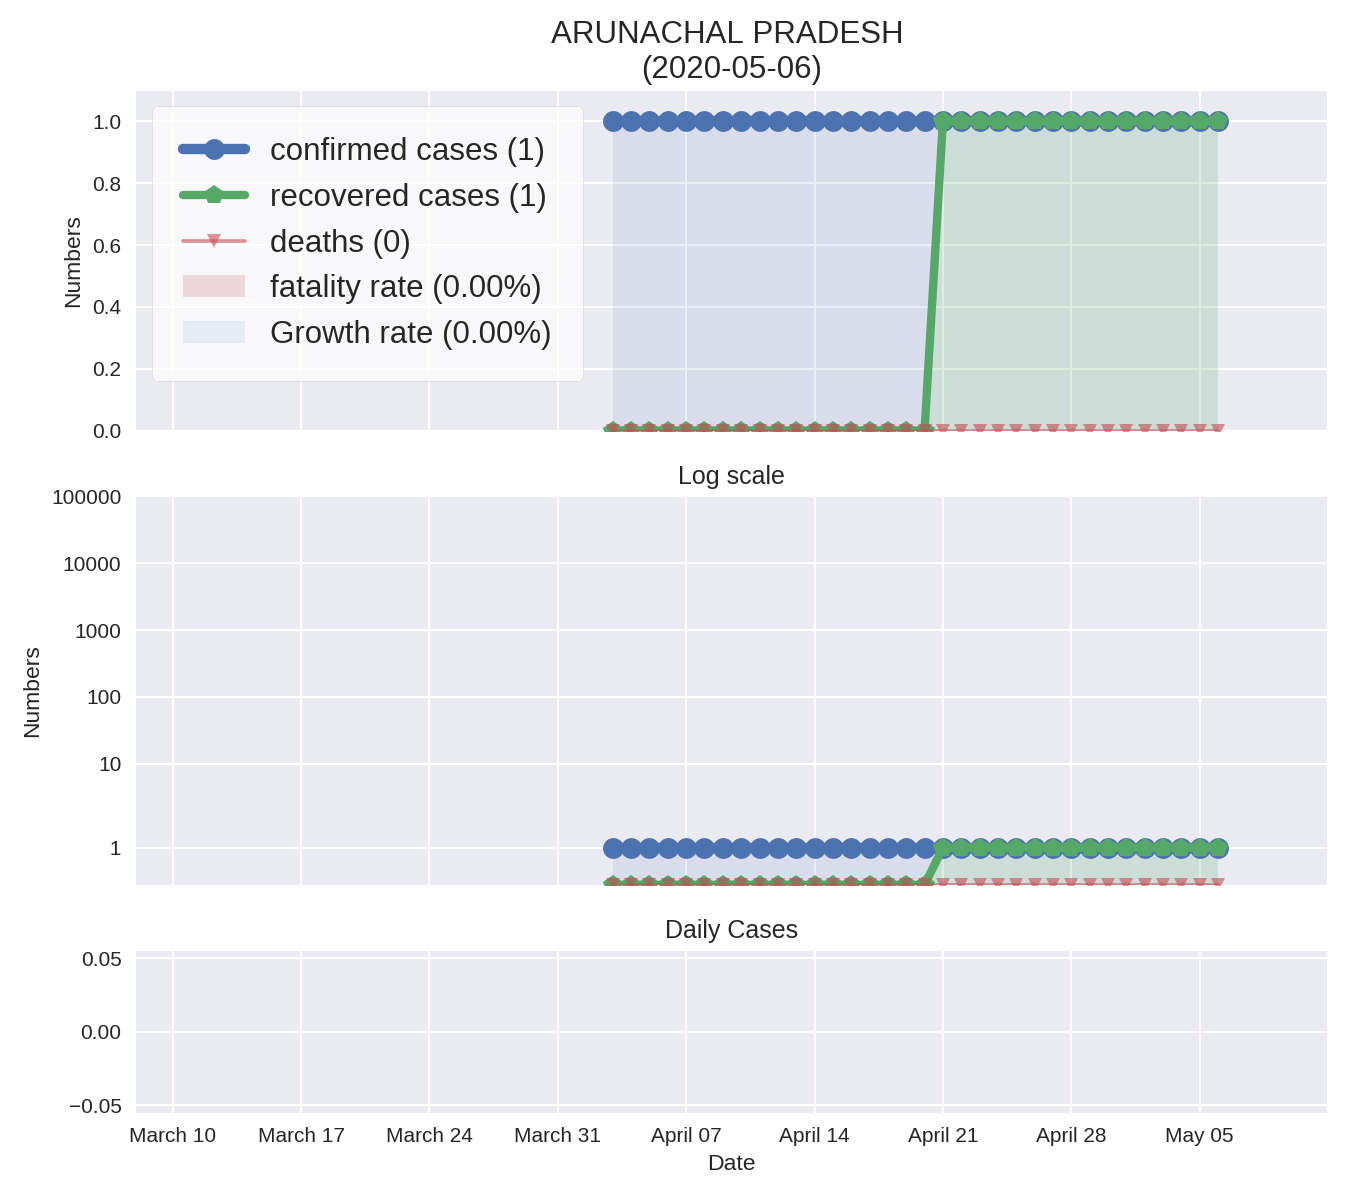 ARUNACHAL PRADESH
(2020-05-06)
1.0
0.8
0.6
0.4
0.2
0.0
Numbers
confirmed cases (1)
recovered cases (1)
deaths (0)
fatality rate (0.00%)
Growth rate (0.00%)
Log scale
100000
10000
1000
100
10
1
Numbers
Daily Cases
0.05
0.00
−0.05
March 10 March 17 March 24 March 31 April 07 April 14 April 21 April 28 May 05
Date